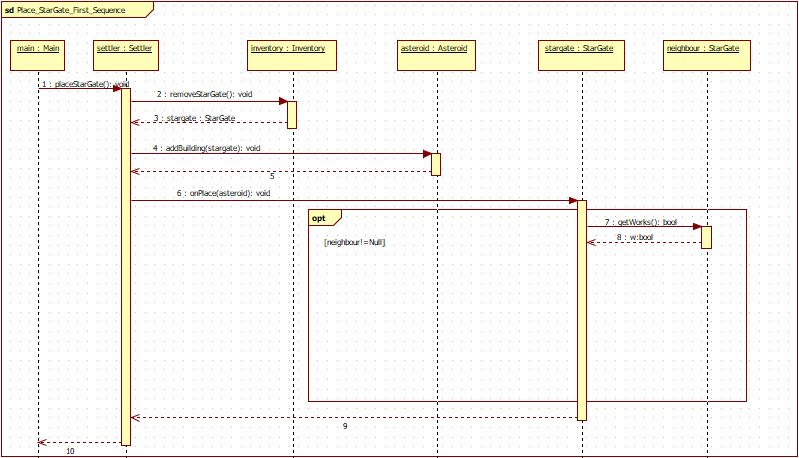 sd Place_StarGate_First_Sequence
main : Main
settler : Settler
inventory : Inventory
asteroid : Asteroid
stargate : StarGate
neighbour : StarGate
1 : placeStarGate(): void
2 : removeStarGate(): void
3 : stargate : StarGate
4 : addBuilding(stargate): void
5
6 : onPlace(asteroid): void
opt
7 : getWorks(): bool
8 : w:bool
[neighbour!=Null]
9
10